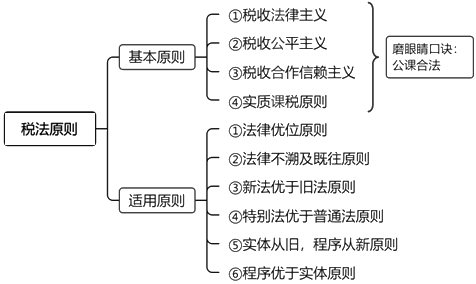 税法原则
基本原则
①税收法律主义
②税收公平主义
③税收合作信赖主义
④实质课税原则
磨眼睛口诀：
公课合法
适用原则
①法律优位原则
②法律不溯及既往原则
③新法优于旧法原则
④特别法优于普通法原则
⑤实体从旧，程序从新原则
⑥程序优于实体原则